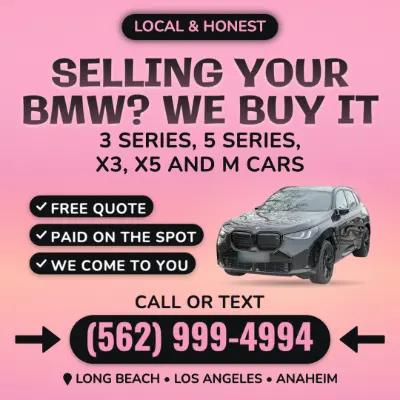 LOCAL & HONEST
SELLING YOUR
BMW? WE BUY IT
3 SERIES, 5 SERIES,
X3, X5 AND M CARS
FREE QUOTE
PAID ON THE SPOT
WE COME TO YOU
CALL OR TEXT
(562) 999-4994
LONG BEACH • LOS ANGELES • ANAHEIM